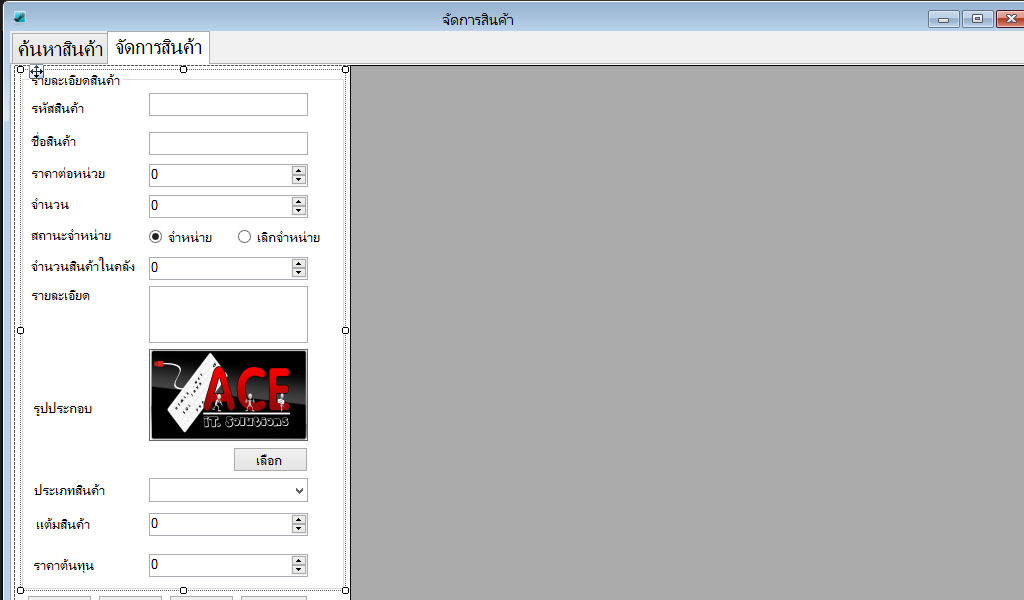 จัดการสินค้า
ค้นหาสินค้า จัดการสินค้า
รายละเอียดสินค้า
รหัสสินค้า
ชื่อสินค้า
ราคาต่อหน่วย 0
จำนวน 0
สถานะจำหน่าย จำหน่าย เลิกจำหน่าย
จำนวนสินค้าในคลัง 0
รายละเอียด
ACE
IT. Solutions
รูปประกอบ
เลือก
ประเภทสินค้า
แต้มสินค้า 0
ราคาต้นทุน 0